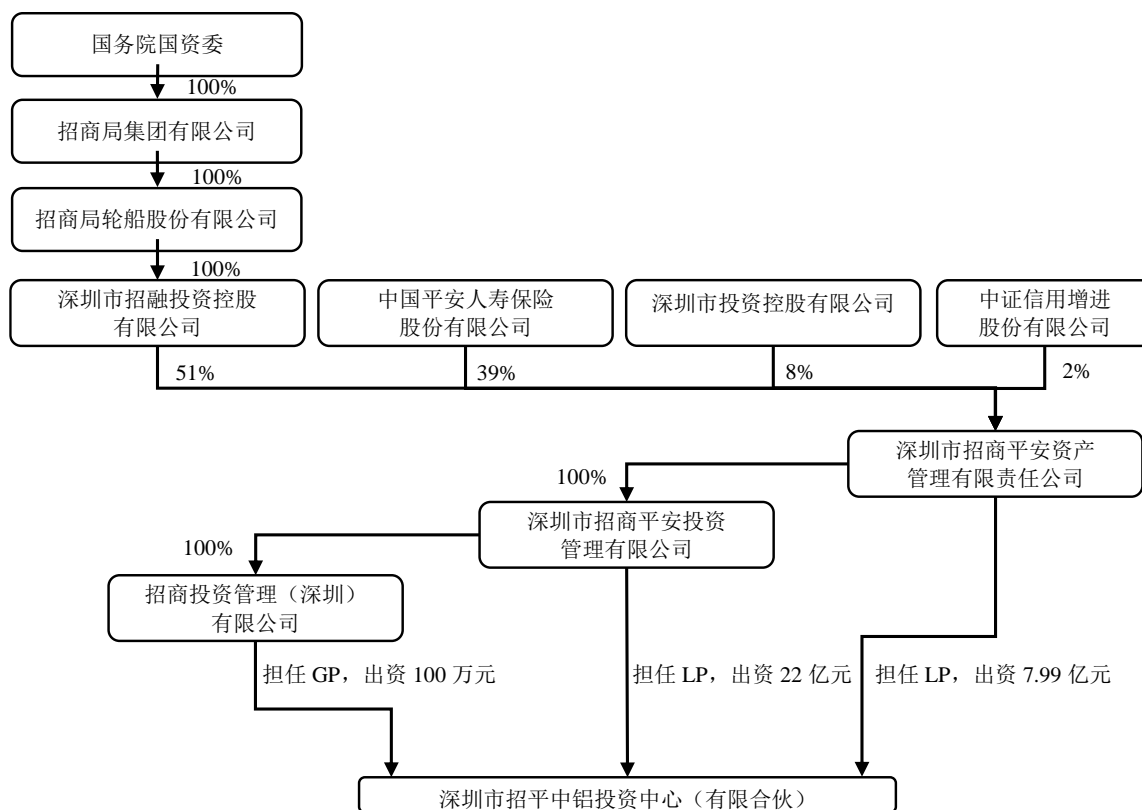 国务院国资委
100%
招商局集团有限公司
100%
招商局轮船股份有限公司
100%
深圳市招融投资控股
有限公司
中国平安人寿保险
股份有限公司
深圳市投资控股有限公司
中证信用增进
股份有限公司
51%
39%
8%
2%
深圳市招商平安资产
管理有限责任公司
100%
深圳市招商平安投资
管理有限公司
100%
招商投资管理（深圳）
有限公司
担任 GP，出资 100 万元
担任 LP，出资 22 亿元
担任 LP，出资 7.99 亿元
深圳市招平中铝投资中心（有限合伙）